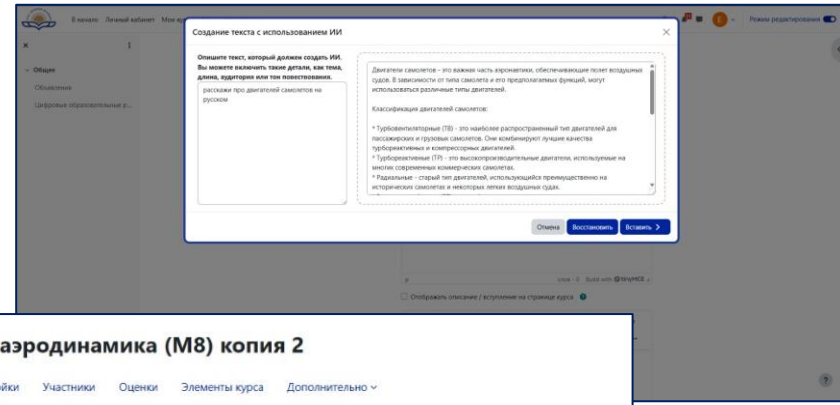 В начало Личный кабинет Мои
Режим редактирования
Общее
Объявления
Цифровые образовательные р...
Создание текста с использованием ИИ
Опишите текст, который должен создать ИИ.
Вы можете включить такие детали, как тема,
длина, аудитория или тон повествования.
расскажи про двигателей самолетов на
русском
Двигатели самолетов - это важная часть аэронавтики, обеспечивающие полет воздушных
судов. В зависимости от типа самолета и его предполагаемых функций, могут
использоваться различные типы двигателей.
Классификация двигателей самолетов:
* Турбовентиляторные (ТВ) - это наиболее распространенный тип двигателей для
пассажирских и грузовых самолетов. Они комбинируют лучшие качества
турбореактивных и компрессорных двигателей.
* Турбореактивные (ТР) - это высокопроизводительные двигатели, используемые на
многих современных коммерческих самолетах.
* Радиальные - старый тип двигателей, использующийся преимущественно на
исторических самолетах и некоторых легких воздушных судах.
Отмена Восстановить Вставить >
p слов : 0 Build with tinyMCE
Отображать описание / вступление на странице курса
аэродинамика (М8) копия 2
ойки Участники Оценки Элементы курса Дополнительно